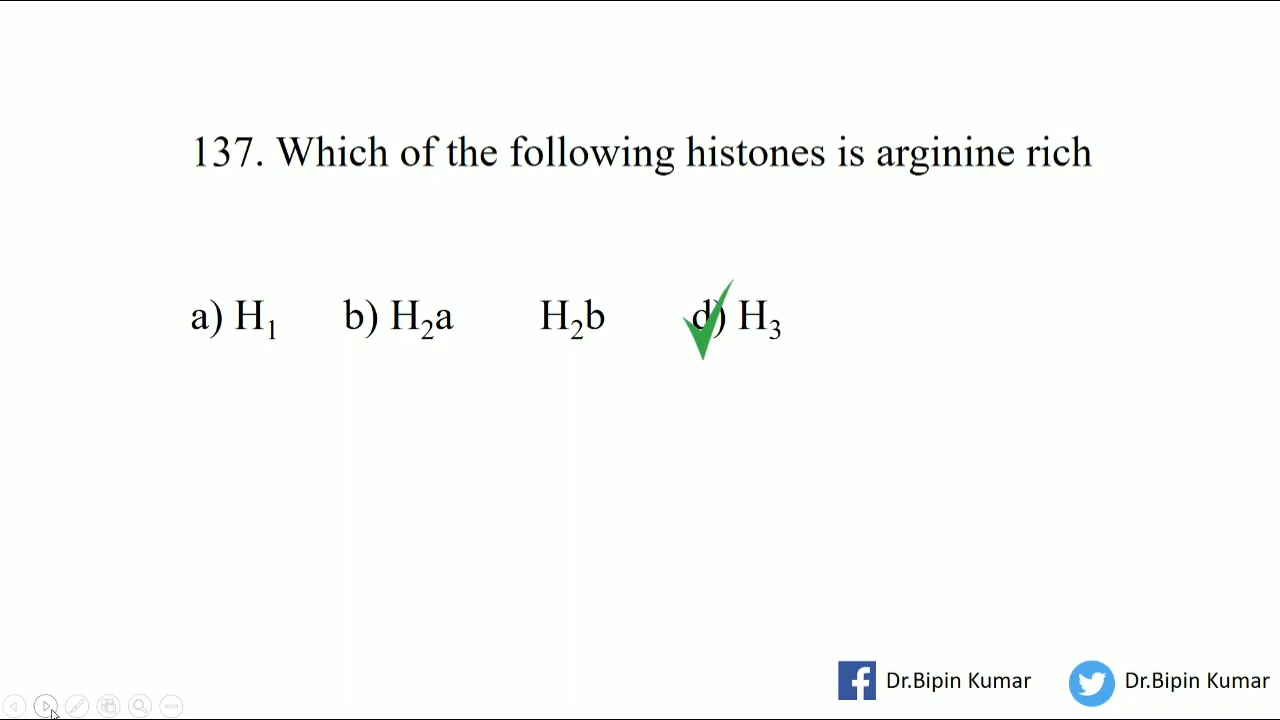 137. Which of the following histones is arginine rich
a) H₁ b) H₂a H₂b d) H₃
Dr.Bipin Kumar Dr.Bipin Kumar